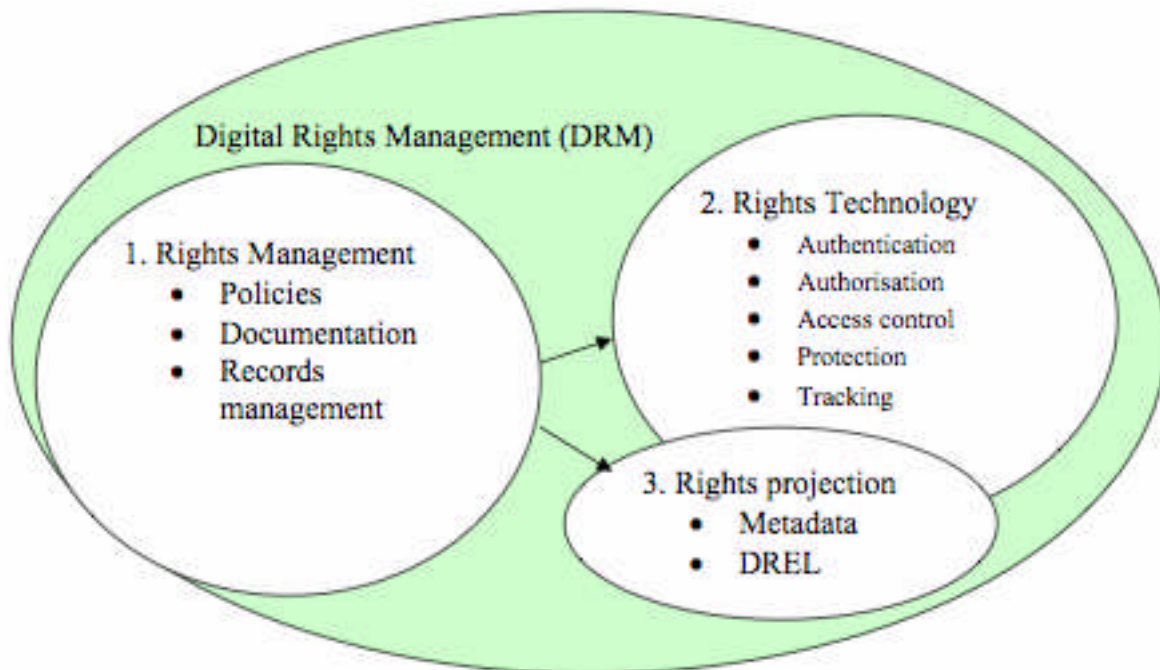 Digital Rights Management (DRM)
1. Rights Management
• Policies
• Documentation
• Records
management
2. Rights Technology
• Authentication
• Authorisation
• Access control
• Protection
• Tracking
3. Rights projection
• Metadata
• DREL